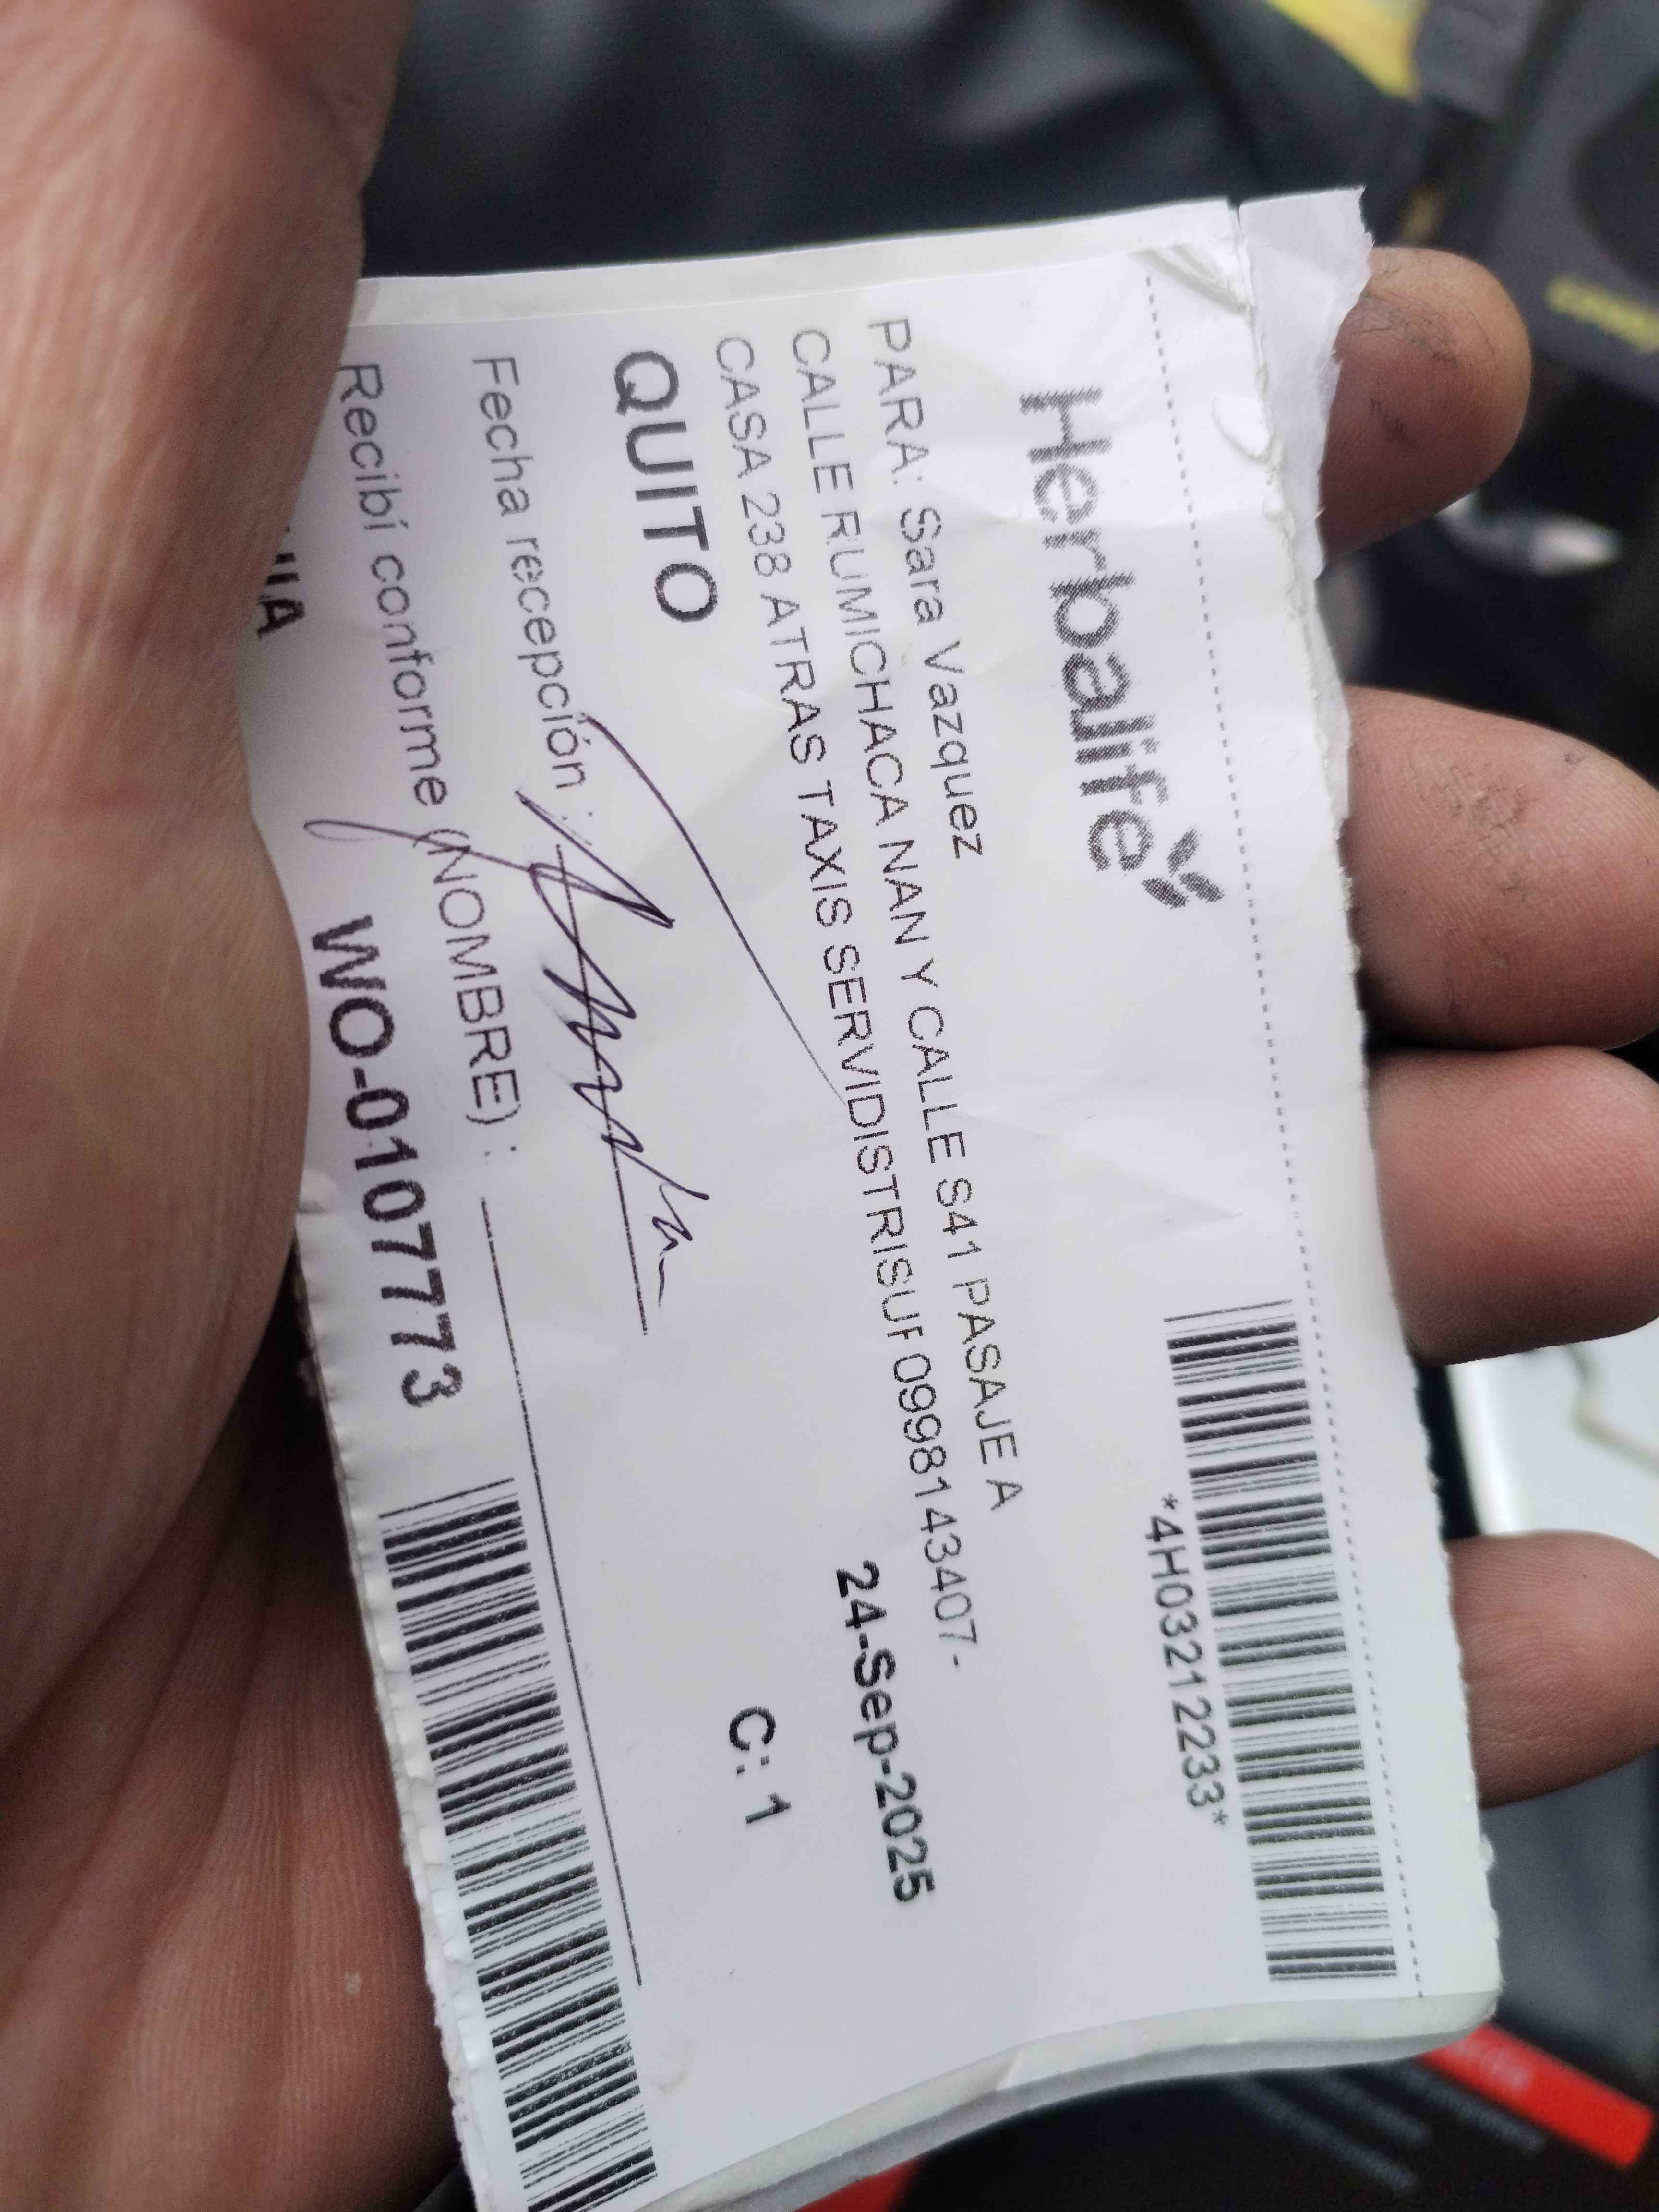 Herbalife
*4H03212233*
PARA: Sara Vazquez
CALLE RUMICHACA NAN Y CALLE S41 PASAJE A
CASA 238 ATRAS TAXIS SERVIDISTRISUF 0998143407 -
24-Sep-2025
QUITO
C: 1
Fecha recepción :
Recibí conforme (NOMBRE) :
WO-0107773